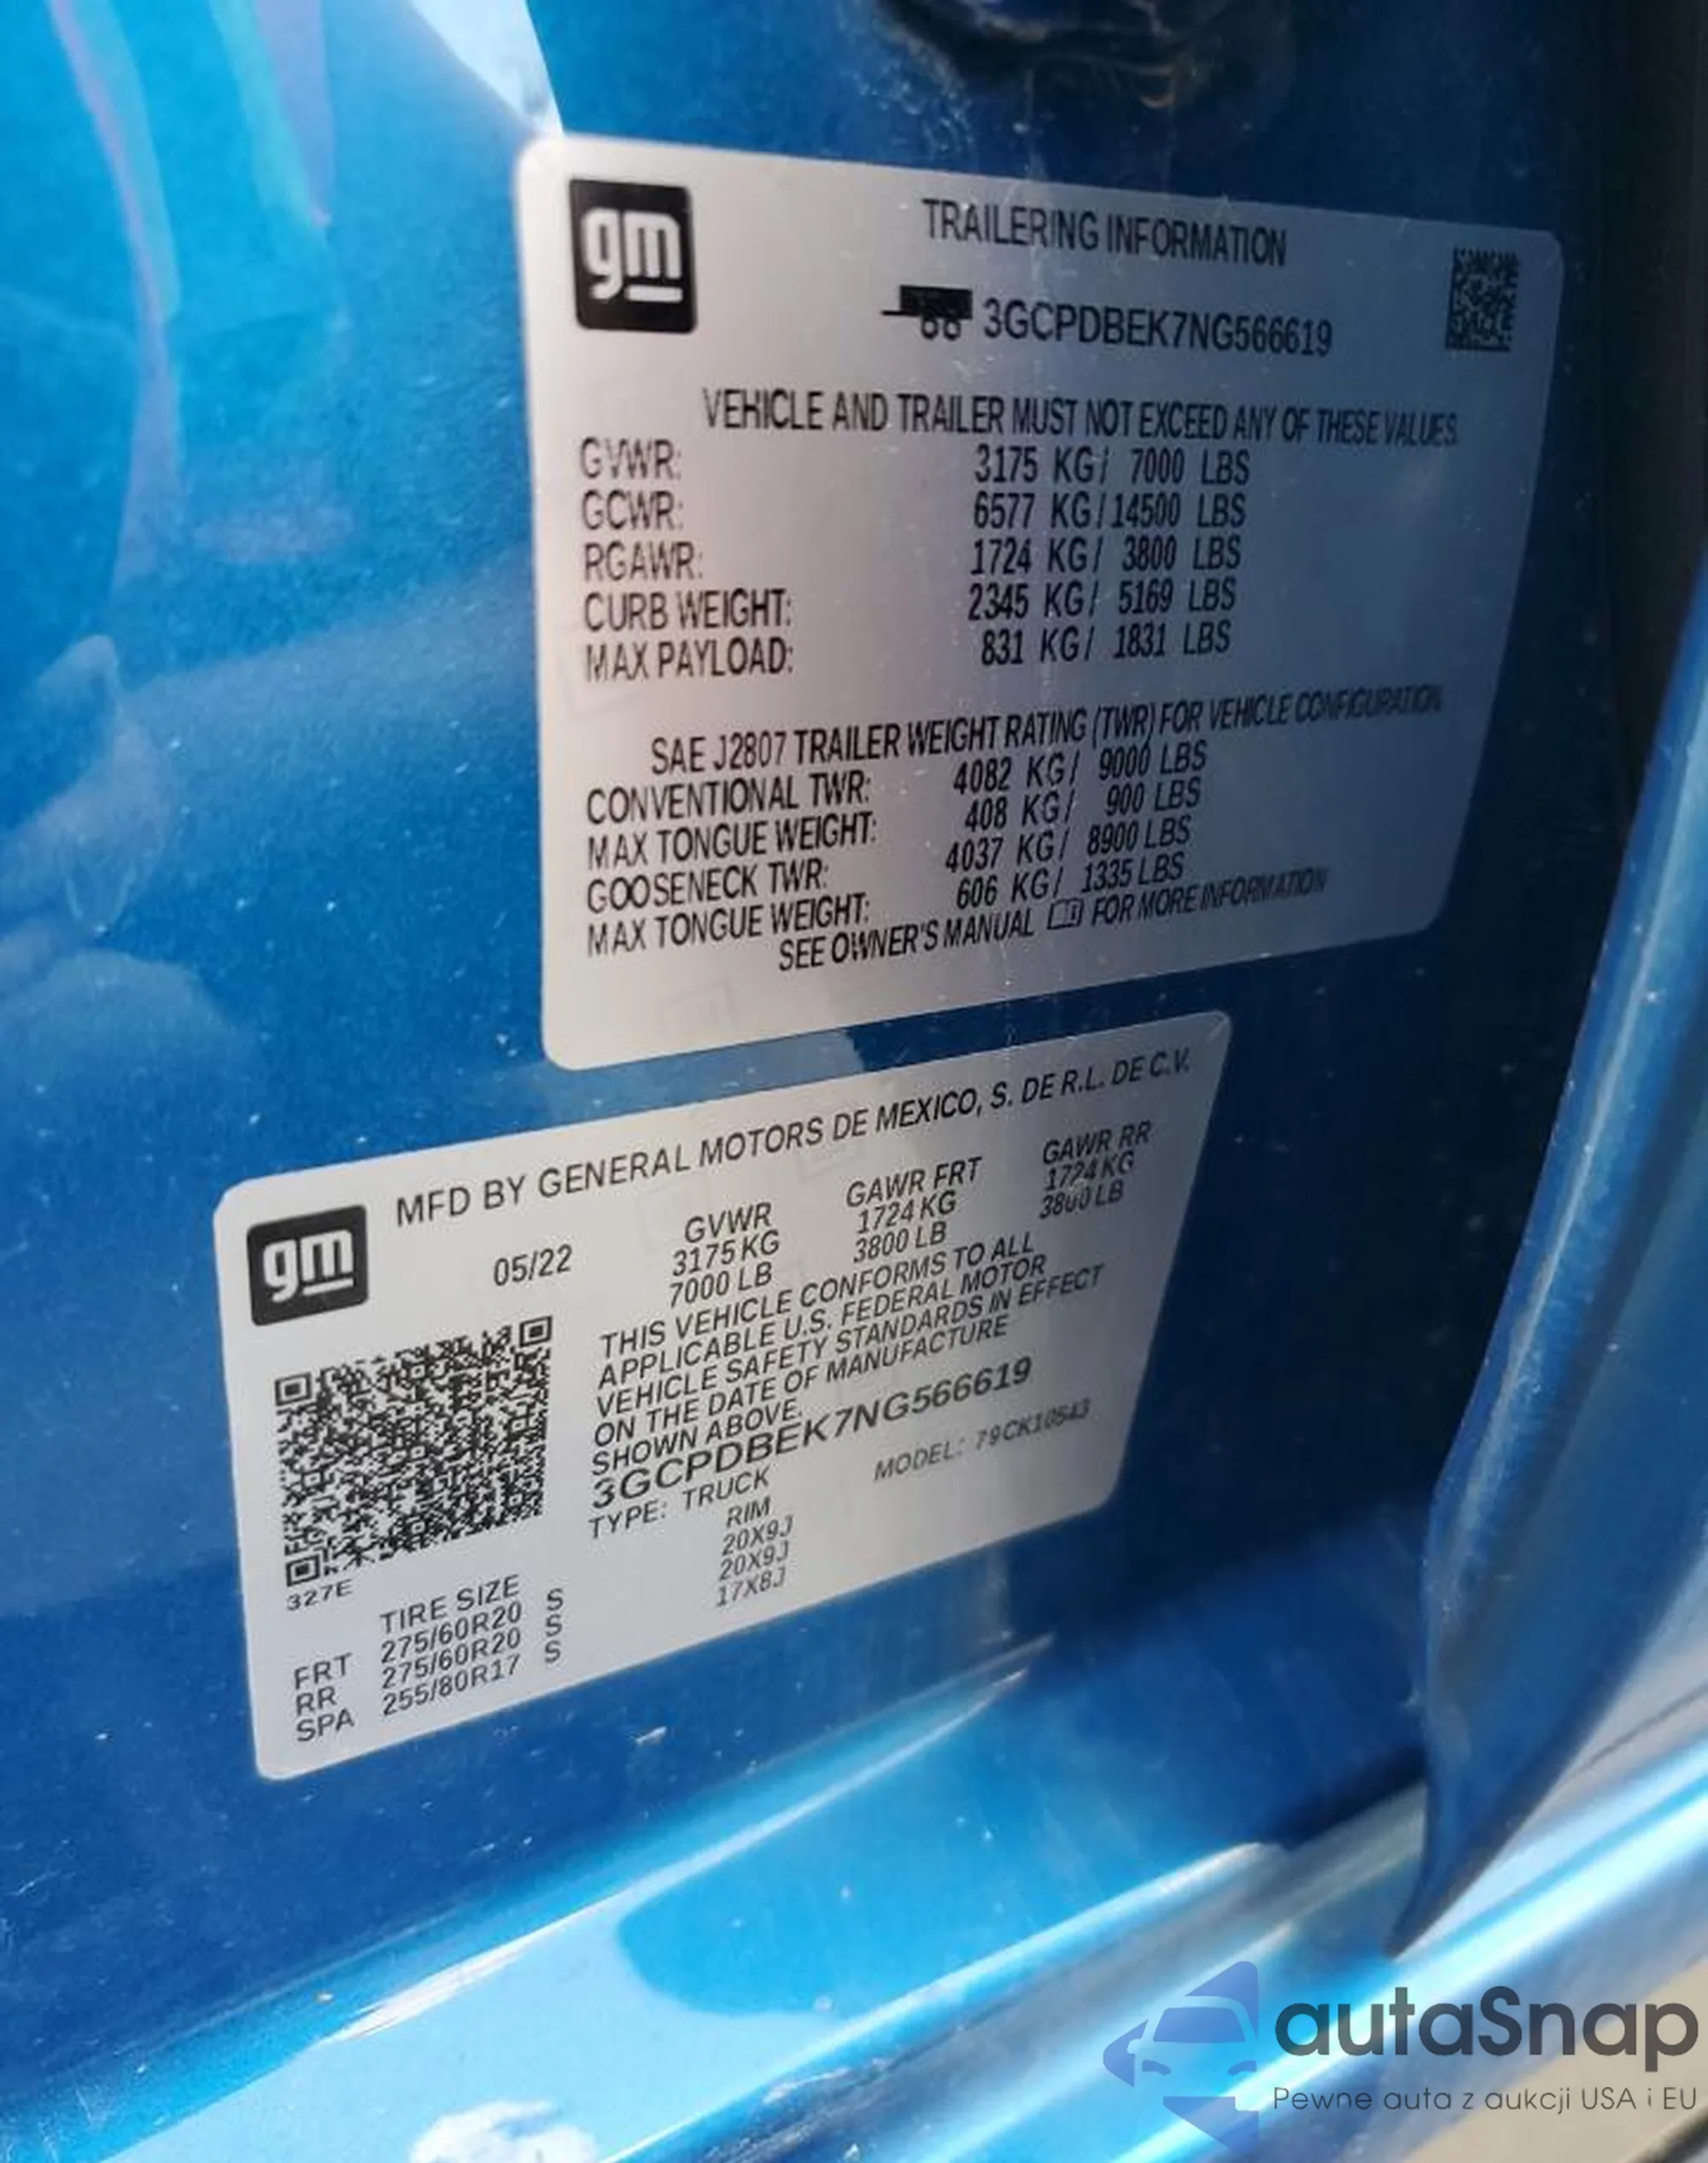 gm
TRAILERING INFORMATION
3GCPDBEK7NG566619
VEHICLE AND TRAILER MUST NOT EXCEED ANY OF THESE VALUES
GVWR: 3175 KG/ 7000 LBS
GCWR: 6577 KG/14500 LBS
RGAWR: 1724 KG/ 3800 LBS
CURB WEIGHT: 2345 KG/ 5169 LBS
MAX PAYLOAD: 831 KG/ 1831 LBS
SAE J2807 TRAILER WEIGHT RATING (TWR) FOR VEHICLE CONFIGURATION
CONVENTIONAL TWR: 4082 KG/ 9000 LBS
MAX TONGUE WEIGHT: 408 KG/ 900 LBS
GOOSENECK TWR: 4037 KG/ 8900 LBS
MAX TONGUE WEIGHT: 606 KG/ 1335 LBS
SEE OWNER'S MANUAL FOR MORE INFORMATION
MFD BY GENERAL MOTORS DE MEXICO, S. DE R.L. DE C.V.
gm
05/22
GVWR GAWR FRT GAWR RR
3175 KG 1724 KG 1724 KG
7000 LB 3800 LB 3800 LB
THIS VEHICLE CONFORMS TO ALL
APPLICABLE U.S. FEDERAL MOTOR
VEHICLE SAFETY STANDARDS IN EFFECT
ON THE DATE OF MANUFACTURE
SHOWN ABOVE.
3GCPDBEK7NG566619
TYPE: TRUCK MODEL: 79CK10543
327E
TIRE SIZE RIM
FRT 275/60R20 S 20X9J
RR 275/60R20 S 20X9J
SPA 255/80R17 S 17X8J
autaSnap
Pewne auta z aukcji USA i EU